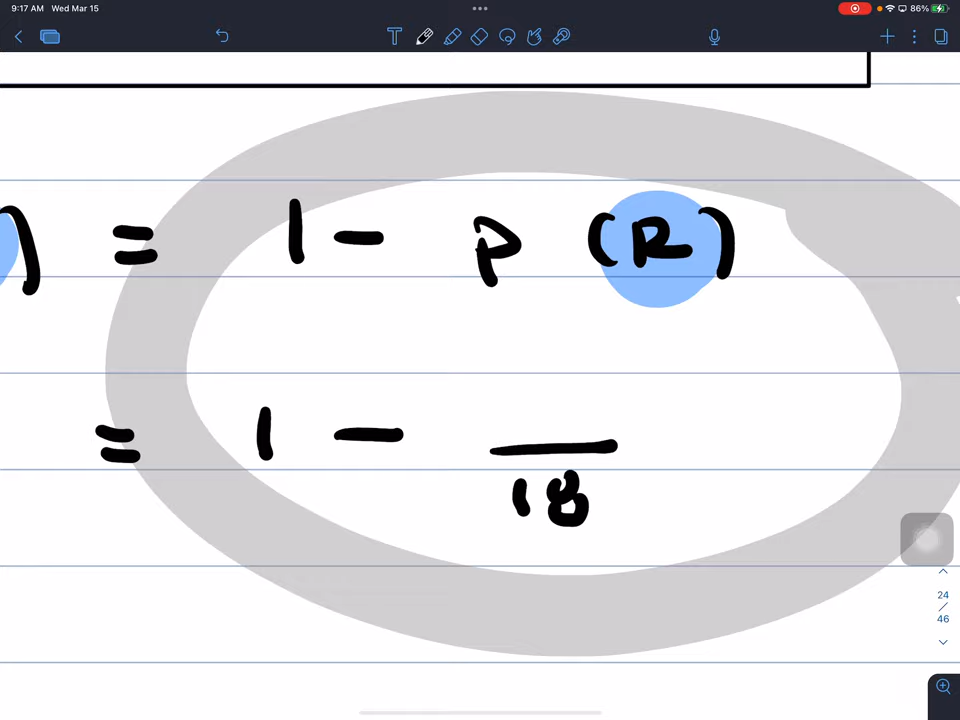 9:17 AM Wed Mar 15
86%
) = 1 - P (R)
= 1 - 
18
24
/
46